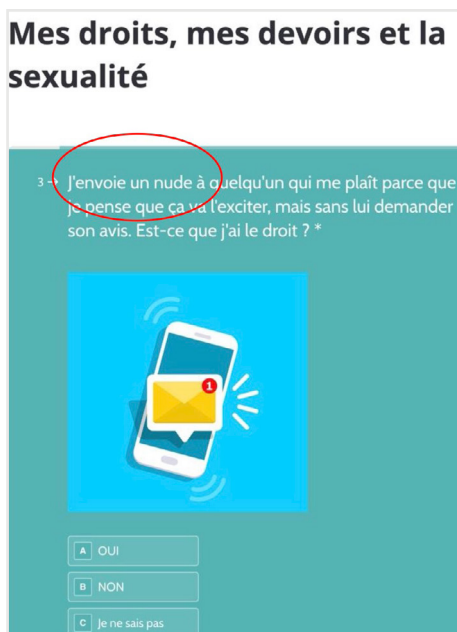 Mes droits, mes devoirs et la
sexualité
3→ J'envoie un nude à quelqu'un qui me plaît parce que
je pense que ça va l'exciter, mais sans lui demander
son avis. Est-ce que j'ai le droit ? *
1
A OUI
B NON
C Je ne sais pas